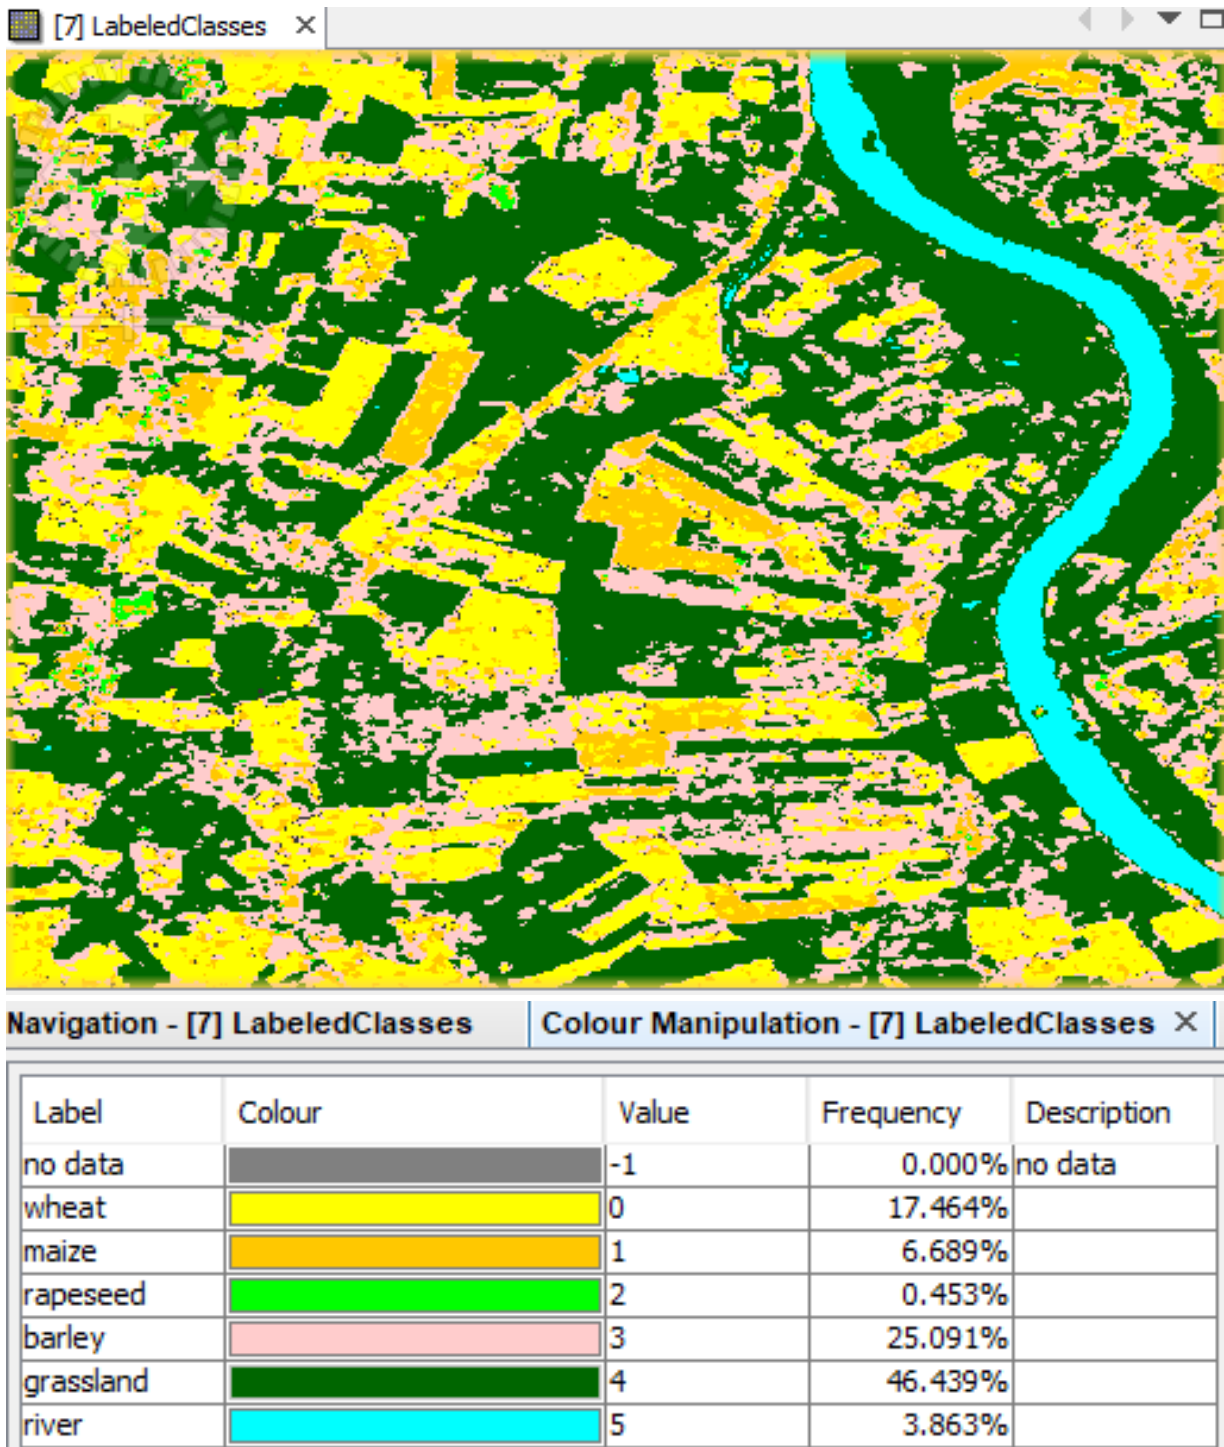 [7] LabeledClasses
Navigation - [7] LabeledClasses Colour Manipulation - [7] LabeledClasses
Label Colour Value Frequency Description
no data -1 0.000% no data
wheat 0 17.464%
maize 1 6.689%
rapeseed 2 0.453%
barley 3 25.091%
grassland 4 46.439%
river 5 3.863%